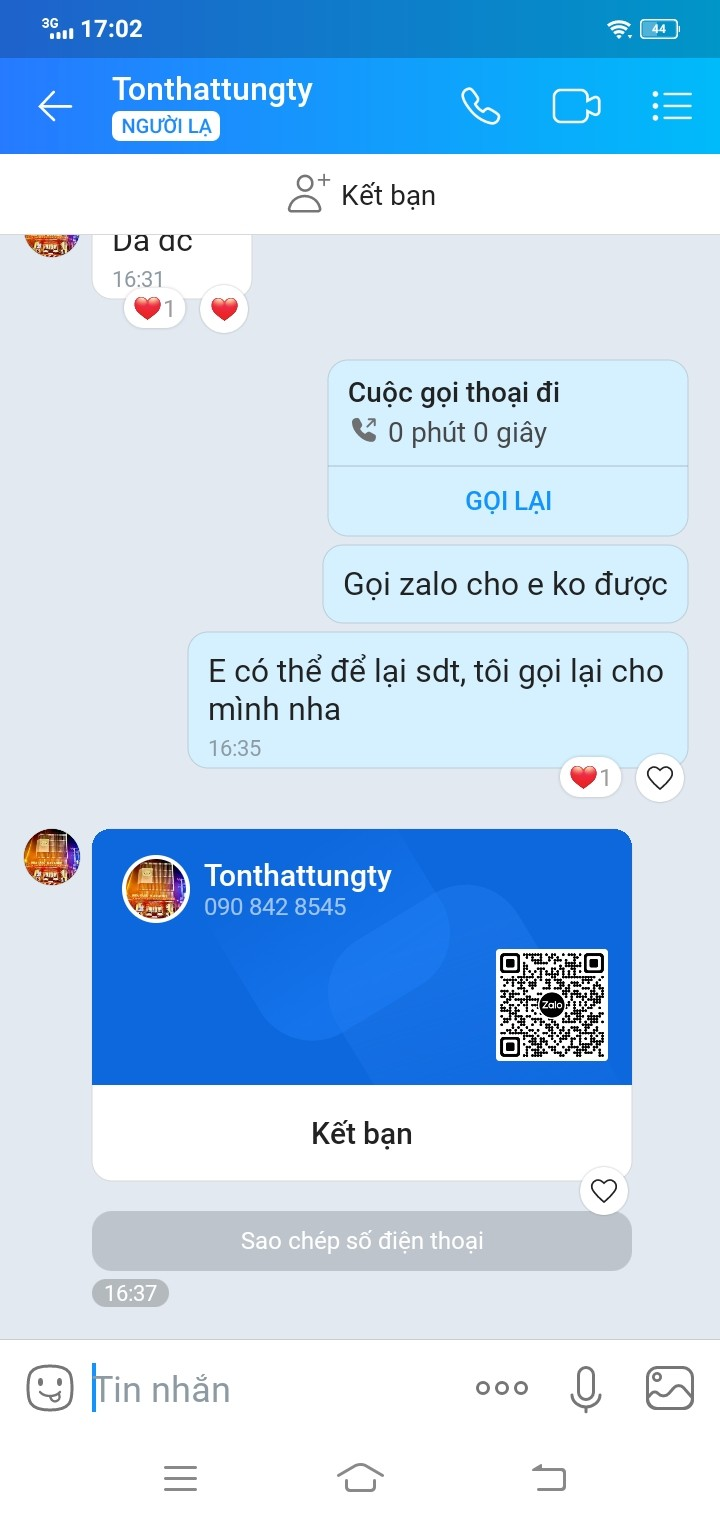 3G 17:02 44
Tonthattungty
NGƯỜI LẠ
Kết bạn
Dạ dc
16:31
1
Cuộc gọi thoại đi
0 phút 0 giây
GỌI LẠI
Gọi zalo cho e ko được
E có thể để lại sdt, tôi gọi lại cho
mình nha
16:35
1
Tonthattungty
090 842 8545
Zalo
Kết bạn
Sao chép số điện thoại
16:37
Tin nhắn